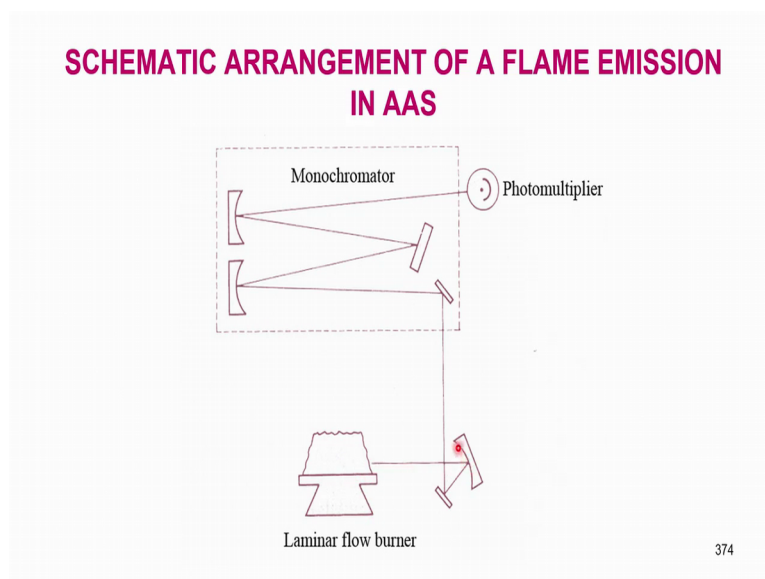 SCHEMATIC ARRANGEMENT OF A FLAME EMISSION
IN AAS
Monochromator
Photomultiplier
Laminar flow burner
374